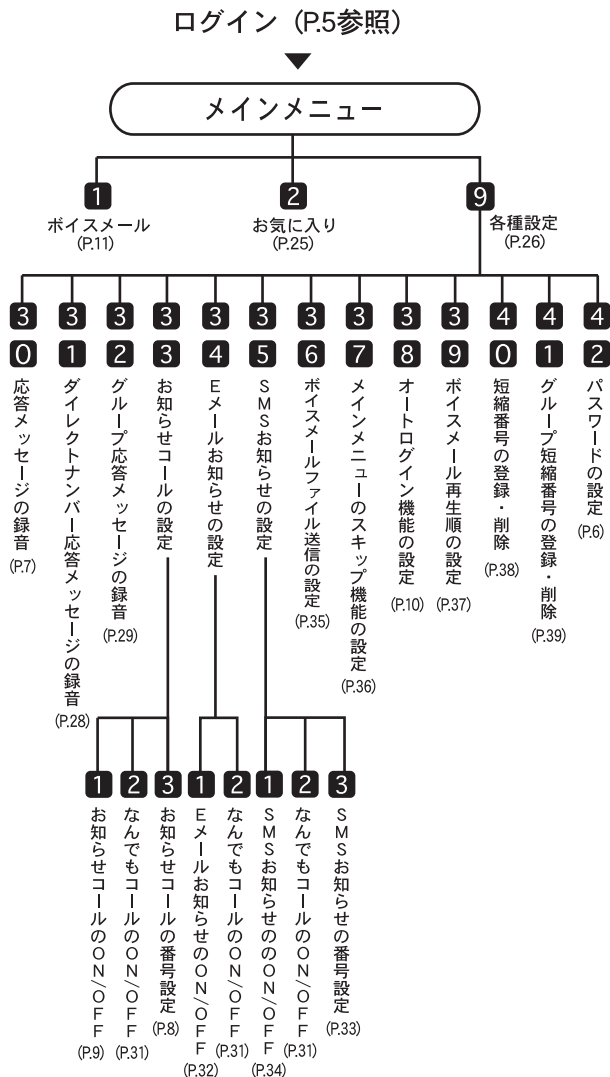 ログイン (P.5参照)
メインメニュー
1
ボイスメール
(P.11)
2
お気に入り
(P.25)
9
各種設定
(P.26)
3
0
応答メッセージの録音
(P.7)
3
1
ダイレクトナンバー応答メッセージの録音
(P.28)
3
2
グループ応答メッセージの録音
(P.29)
3
3
お知らせコールの設定
3
4
Eメールお知らせの設定
3
5
SMSお知らせの設定
3
6
ボイスメールファイル送信の設定
(P.35)
3
7
メインメニューのスキップ機能の設定
(P.36)
3
8
オートログイン機能の設定
(P.10)
3
9
ボイスメール再生順の設定
(P.37)
4
0
短縮番号の登録・削除
(P.38)
4
1
グループ短縮番号の登録・削除
(P.39)
4
2
パスワードの設定
(P.6)
1
お知らせコールのON/OFF
(P.9)
2
なんでもコールのON/OFF
(P.31)
3
お知らせコールの番号設定
(P.8)
1
Eメールお知らせのON/OFF
(P.32)
2
なんでもコールのON/OFF
(P.31)
1
SMSお知らせののON/OFF
(P.34)
2
なんでもコールのON/OFF
(P.31)
3
SMSお知らせの番号設定
(P.33)